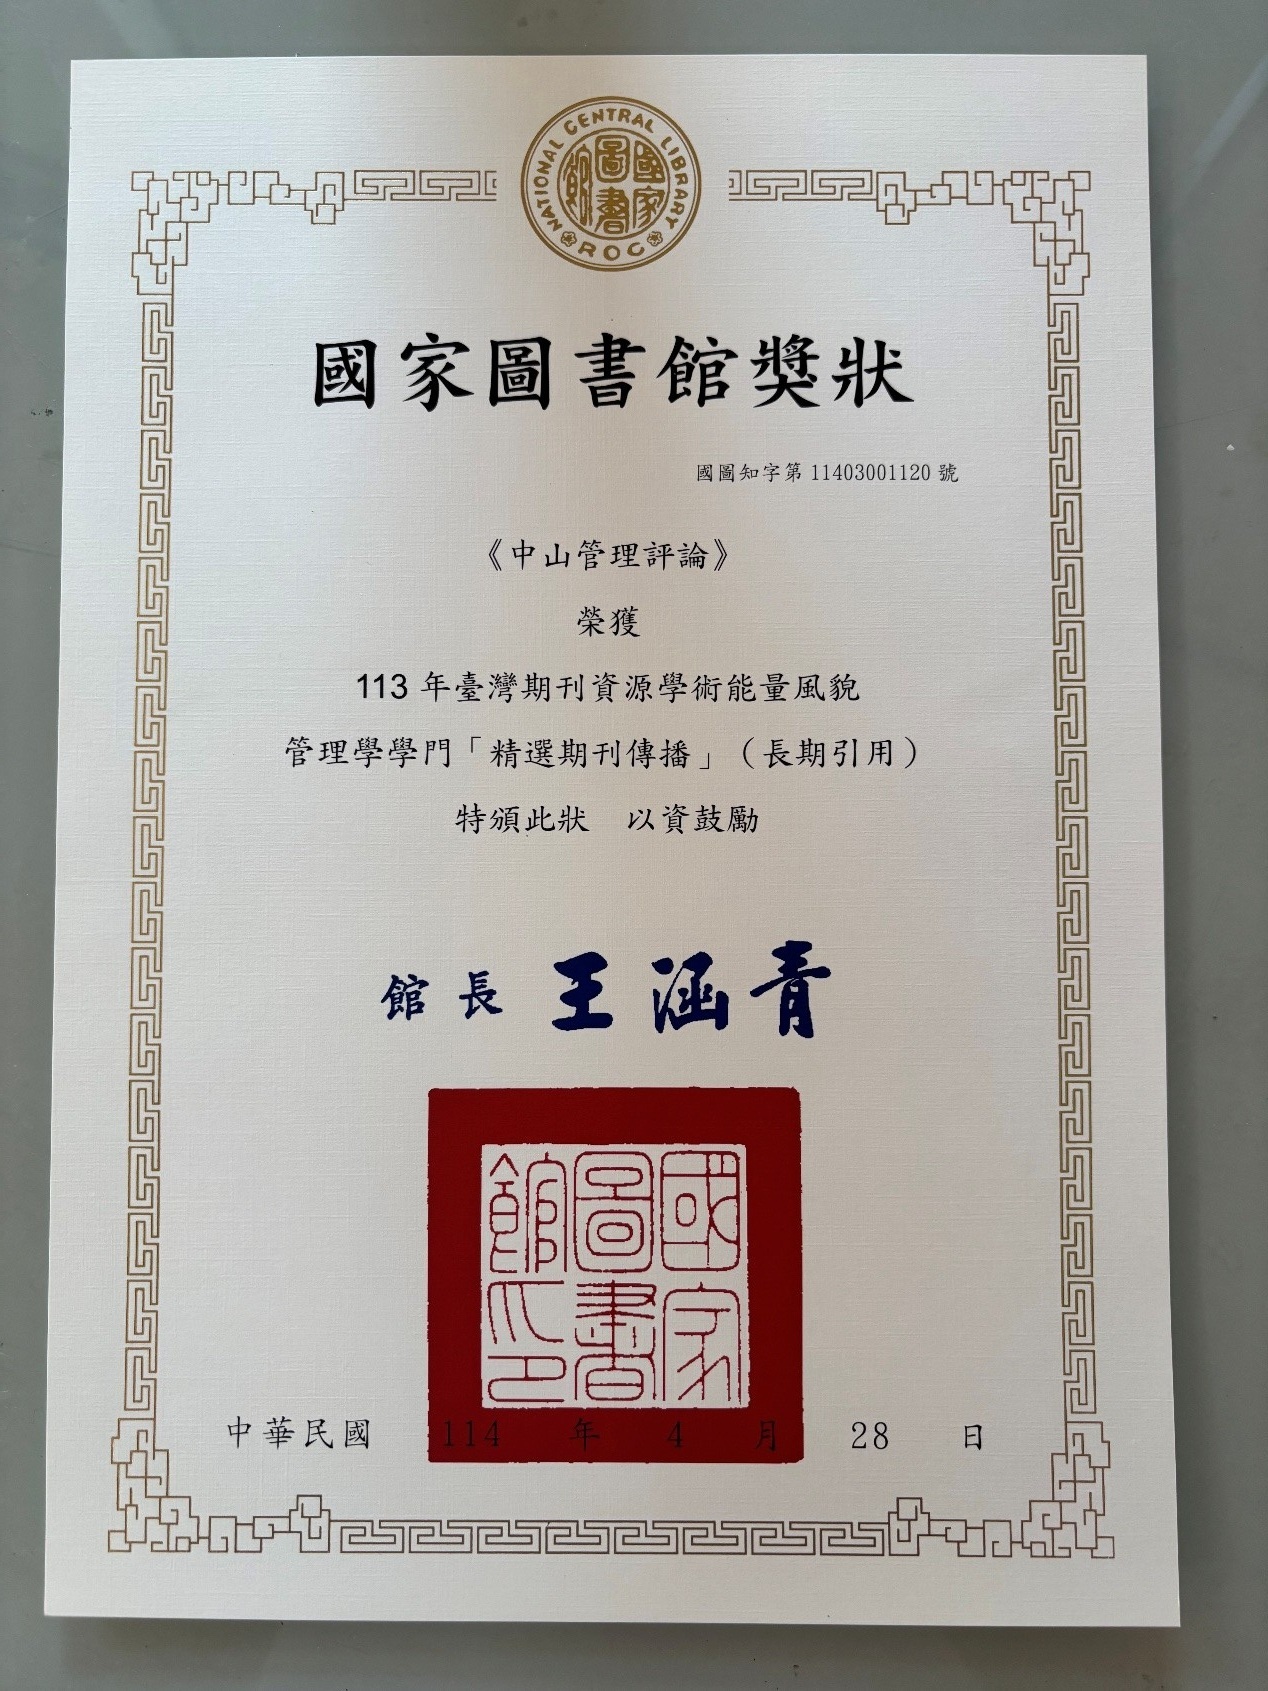 NATIONAL CENTRAL LIBRARY
國家圖書館
ROC
國家圖書館獎狀
國圖知字第 11403001120 號
《中山管理評論》
榮獲
113 年臺灣期刊資源學術能量風貌
管理學學門「精選期刊傳播」（長期引用）
特頒此狀　以資鼓勵
館長 王涵青
國家圖書館印
中華民國 114 年 4 月 28 日